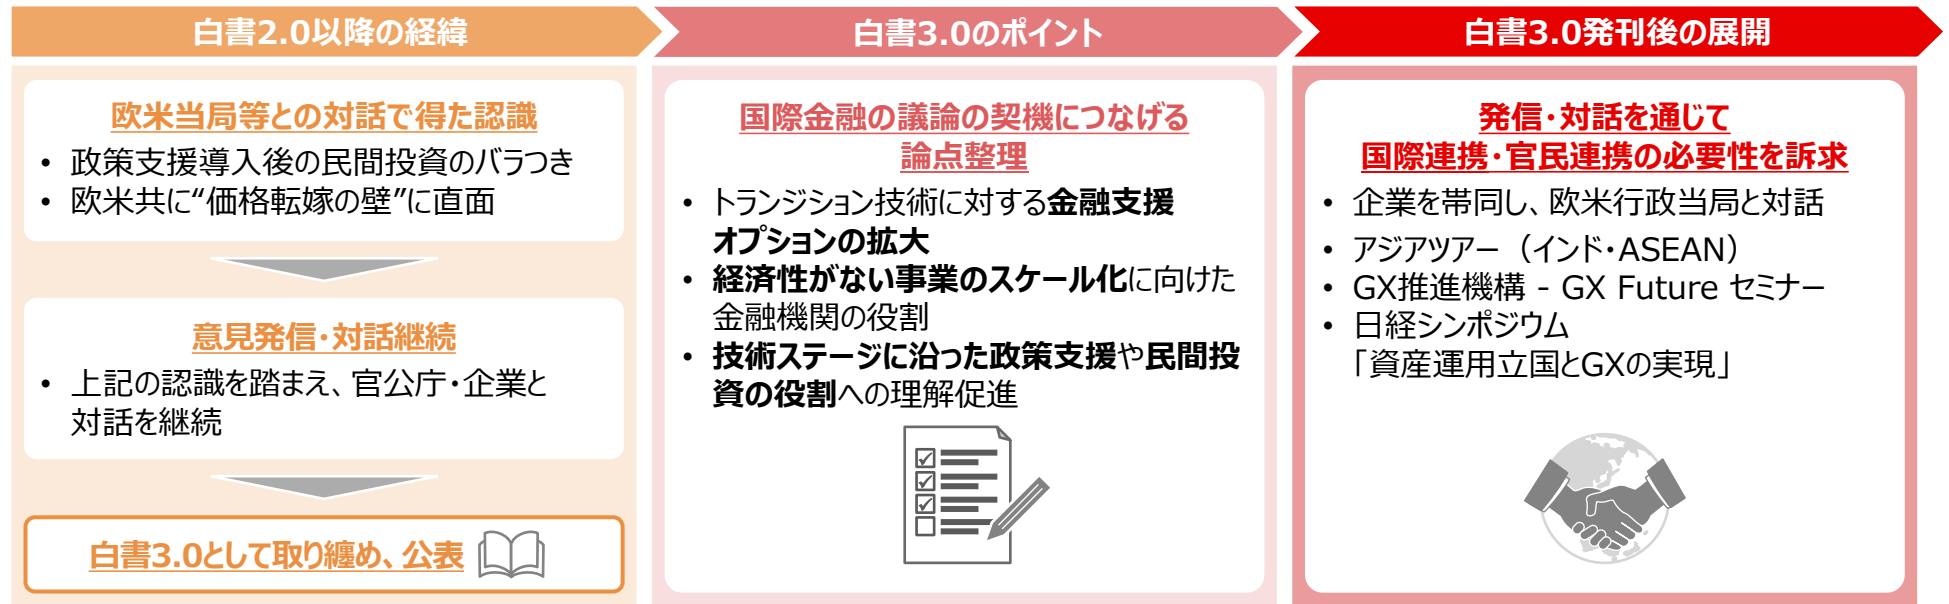 白書2.0以降の経緯
欧米当局等との対話で得た認識
• 政策支援導入後の民間投資のバラつき
• 欧米共に“価格転嫁の壁”に直面
意見発信・対話継続
• 上記の認識を踏まえ、官公庁・企業と
対話を継続
白書3.0として取り纏め、公表
白書3.0のポイント
国際金融の議論の契機につなげる
論点整理
• トランジション技術に対する金融支援
オプションの拡大
• 経済性がない事業のスケール化に向けた
金融機関の役割
• 技術ステージに沿った政策支援や民間投
資の役割への理解促進
白書3.0発刊後の展開
発信・対話を通じて
国際連携・官民連携の必要性を訴求
• 企業を帯同し、欧米行政当局と対話
• アジアツアー（インド・ASEAN）
• GX推進機構 - GX Future セミナー
• 日経シンポジウム
「資産運用立国とGXの実現」